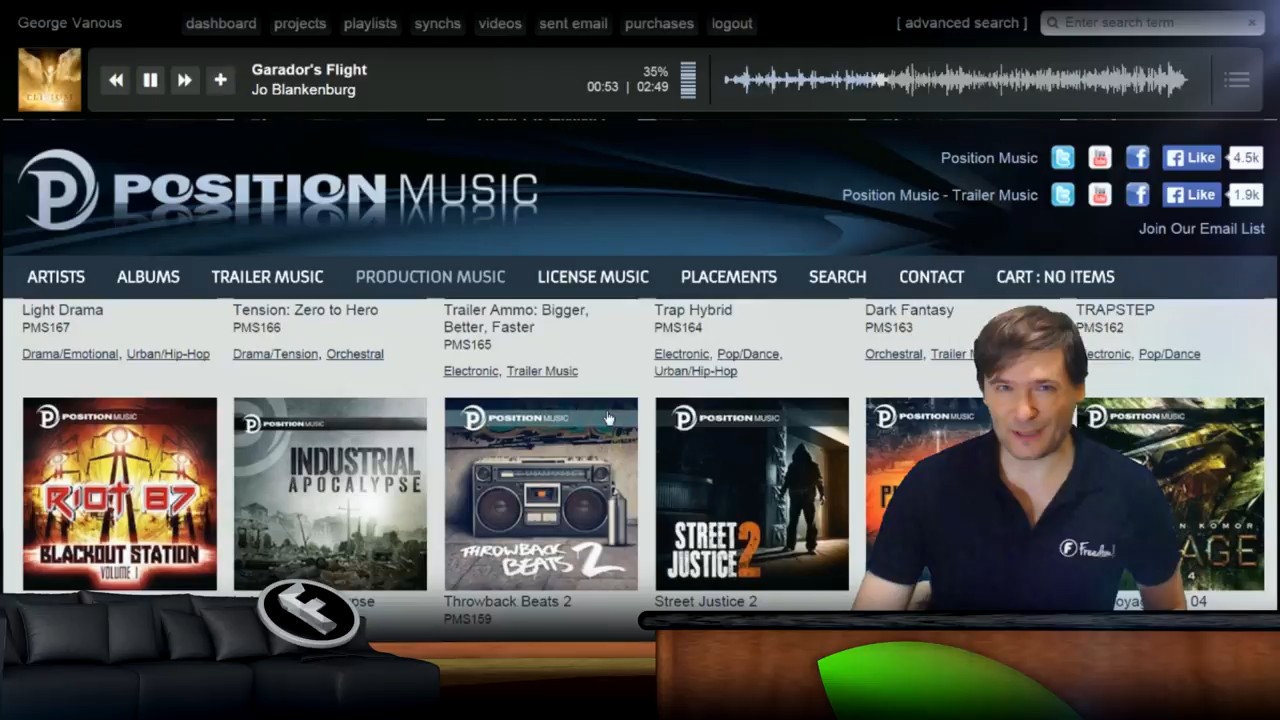 George Vanous
dashboard projects playlists synchs videos sent email purchases logout
[ advanced search ]
Enter search term
Garador's Flight
Jo Blankenburg
35%
00:53 | 02:49
POSITION MUSIC
Position Music
Like 4.5k
Position Music - Trailer Music
Like 1.9k
Join Our Email List
ARTISTS ALBUMS TRAILER MUSIC PRODUCTION MUSIC LICENSE MUSIC PLACEMENTS SEARCH CONTACT CART : NO ITEMS
Light Drama
PMS167
Drama/Emotional, Urban/Hip-Hop
Tension: Zero to Hero
PMS166
Drama/Tension, Orchestral
Trailer Ammo: Bigger,
Better, Faster
PMS165
Electronic, Trailer Music
Trap Hybrid
PMS164
Electronic, Pop/Dance,
Urban/Hip-Hop
Dark Fantasy
PMS163
Orchestral, Trailer
TRAPSTEP
PMS162
Pop/Dance
POSITION MUSIC
RIOT 87
BLACKOUT STATION
VOLUME 1
POSITION MUSIC
INDUSTRIAL
APOCALYPSE
POSITION MUSIC
THROWBACK
BEATS 2
Throwback Beats 2
PMS159
POSITION MUSIC
STREET
JUSTICE 2
Street Justice 2
POSITION MUSIC
POSITION MUSIC
KOMOR
04
Freedom!